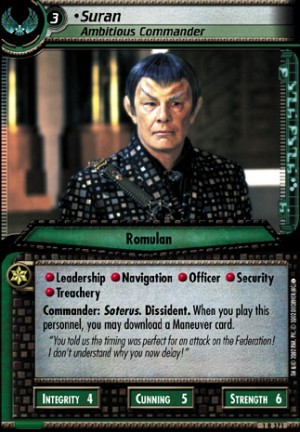 3
•Suran
Ambitious Commander
Romulan
Leadership Navigation Officer Security
Treachery
Commander: Soterus. Dissident. When you play this
personnel, you may download a Maneuver card.
"You told us the timing was perfect for an attack on the Federation!
I don't understand why you now delay!"
INTEGRITY 4 CUNNING 5 STRENGTH 6